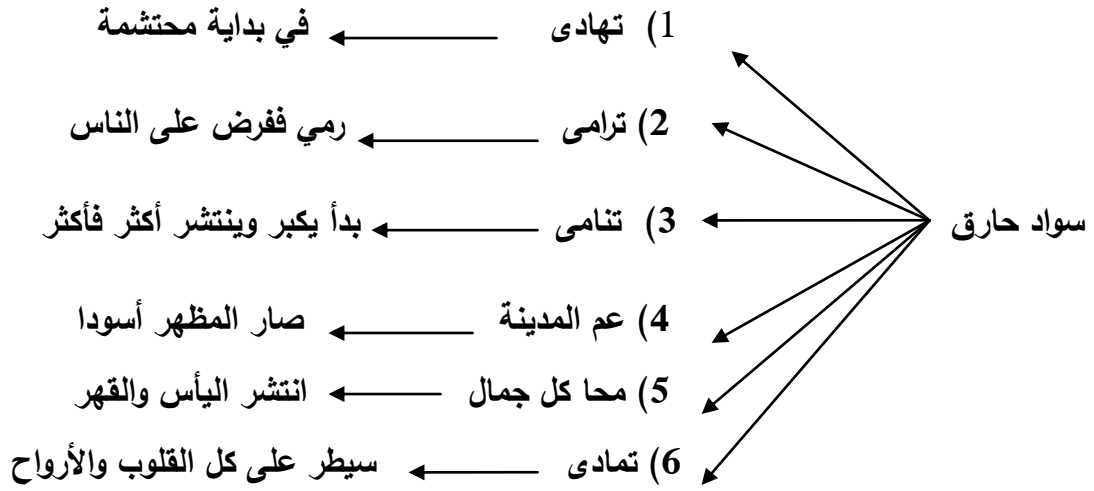 1) تهادى في بداية محتشمة
2) ترامى رمي ففرض على الناس
سواد حارق
3) تنامى بدأ يكبر وينتشر أكثر فأكثر
4) عم المدينة صار المظهر أسودا
5) محا كل جمال انتشر اليأس والقهر
6) تمادى سيطر على كل القلوب والأرواح